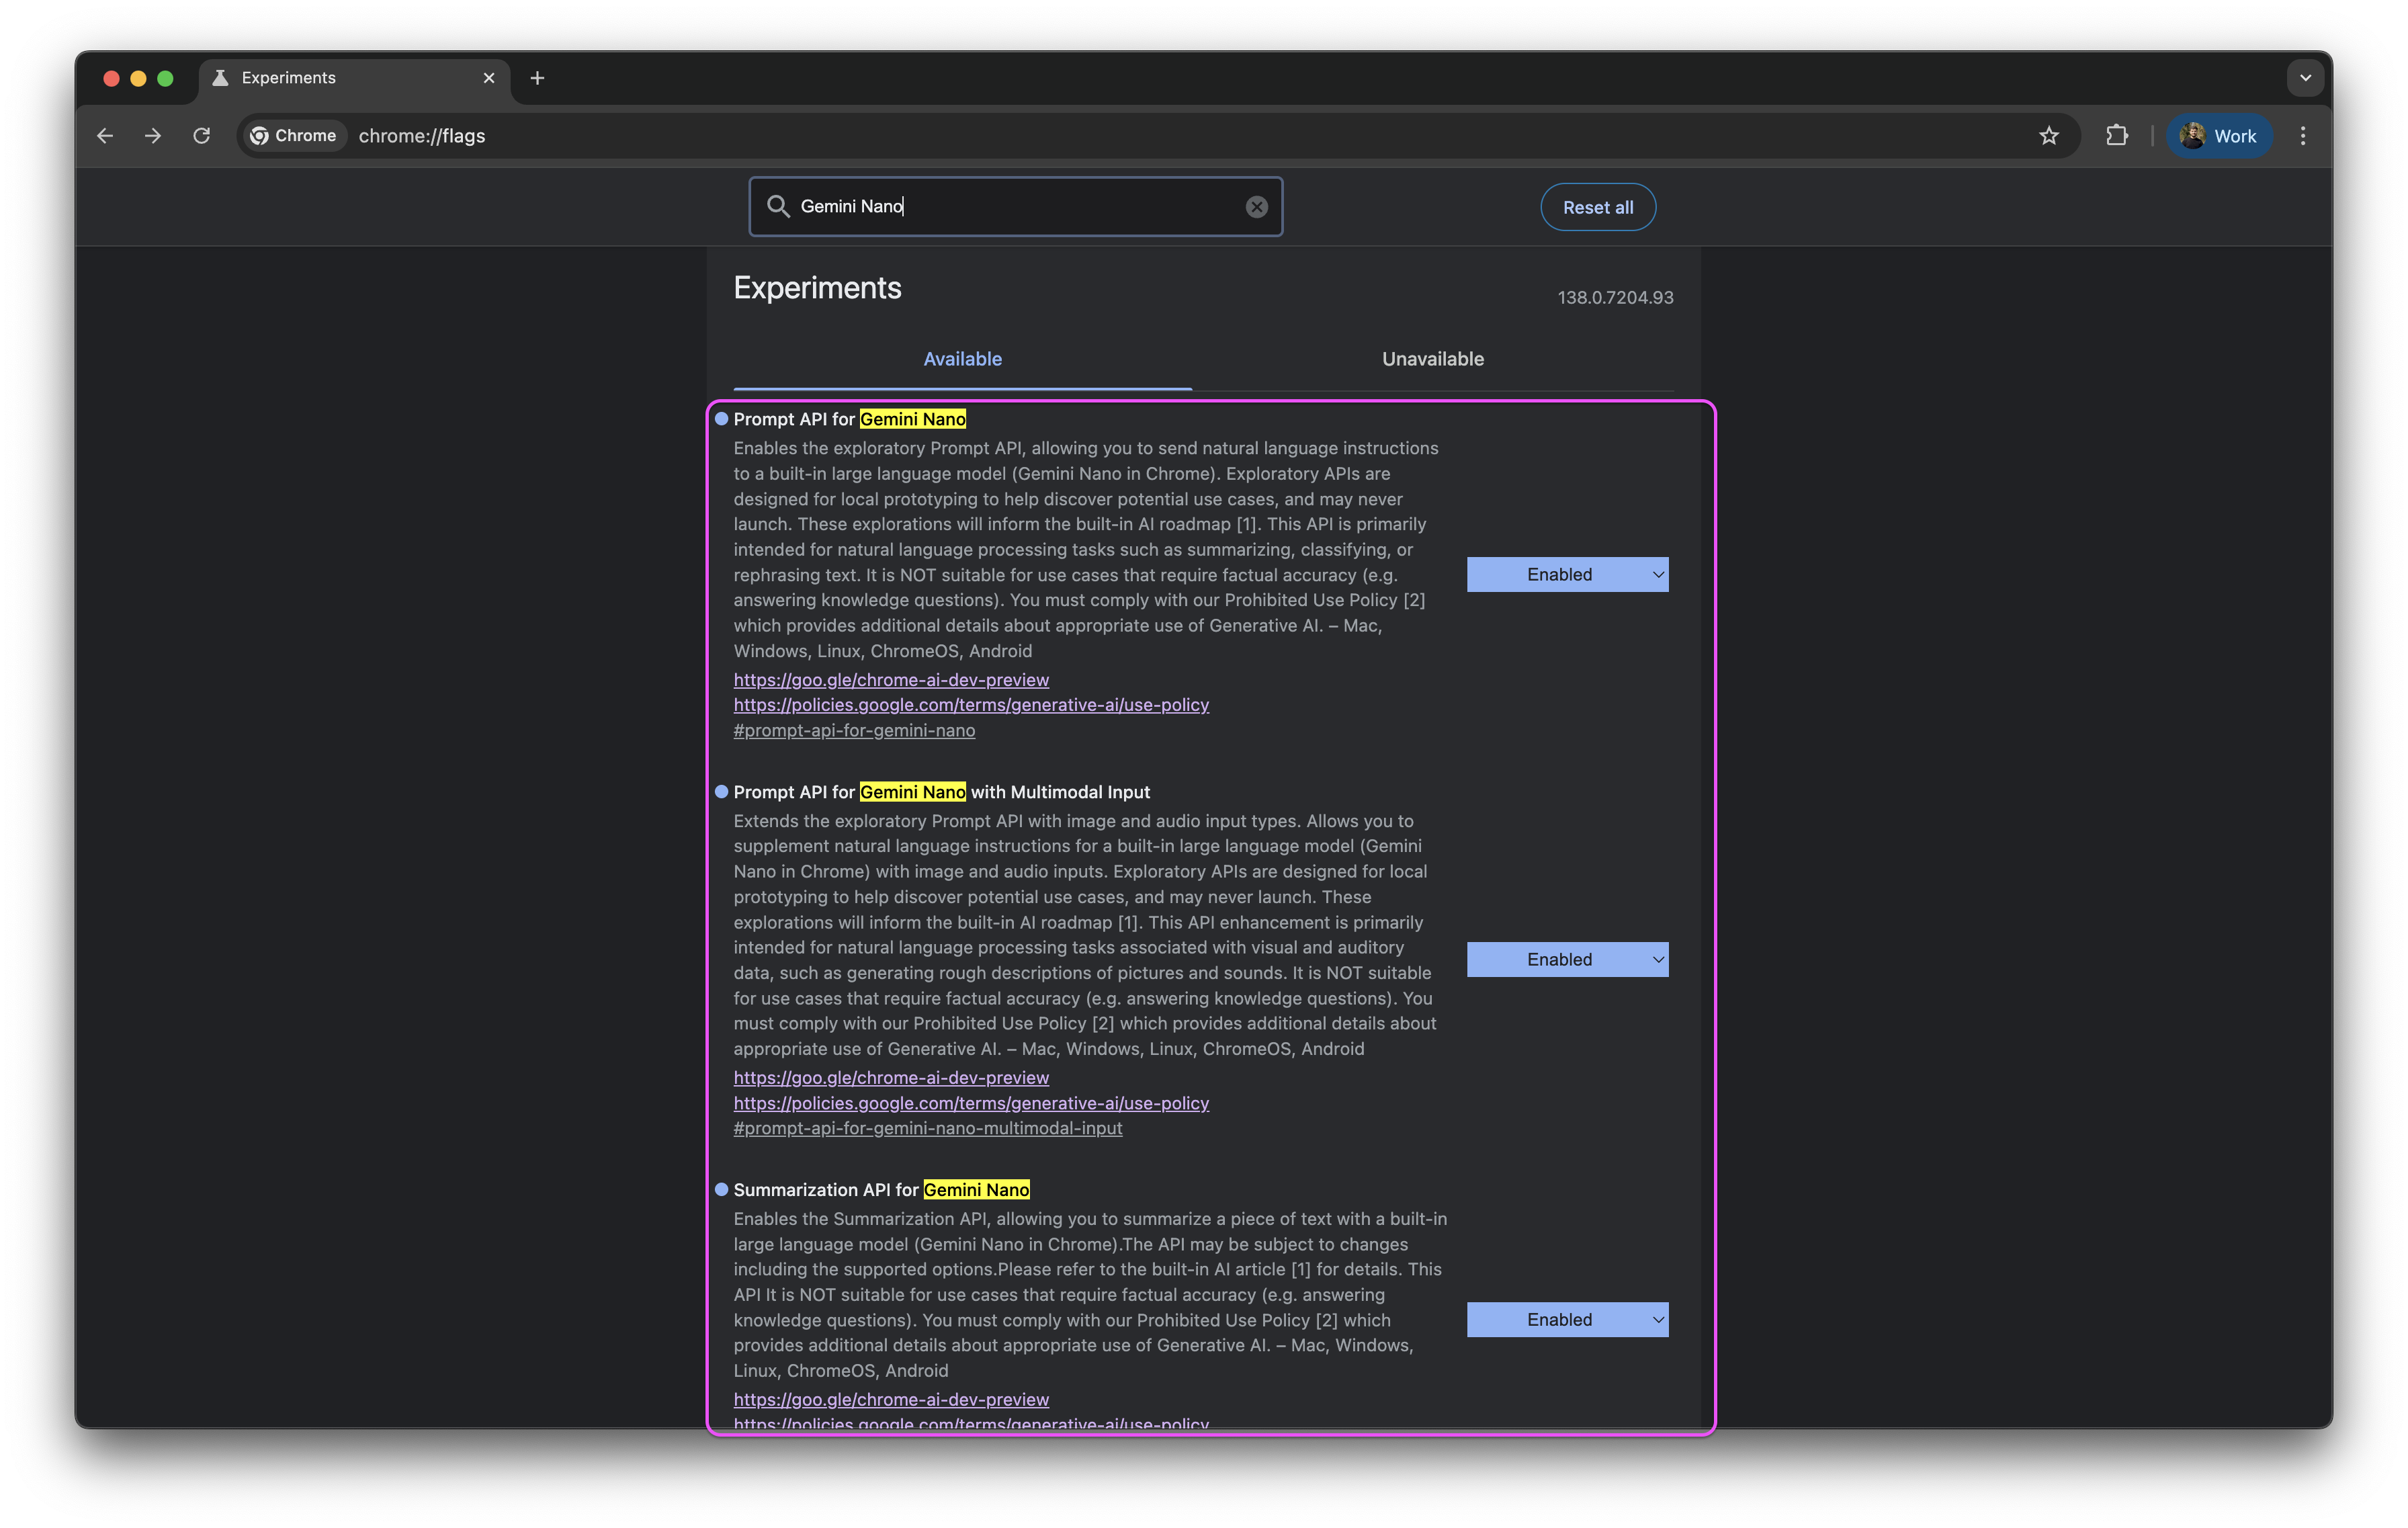 Experiments
Chrome chrome://flags
Work
Gemini Nano
Reset all
Experiments
138.0.7204.93
Available
Unavailable
Prompt API for Gemini Nano
Enables the exploratory Prompt API, allowing you to send natural language instructions
to a built-in large language model (Gemini Nano in Chrome). Exploratory APIs are
designed for local prototyping to help discover potential use cases, and may never
launch. These explorations will inform the built-in AI roadmap [1]. This API is primarily
intended for natural language processing tasks such as summarizing, classifying, or
rephrasing text. It is NOT suitable for use cases that require factual accuracy (e.g.
answering knowledge questions). You must comply with our Prohibited Use Policy [2]
which provides additional details about appropriate use of Generative AI. – Mac,
Windows, Linux, ChromeOS, Android
Enabled
https://goo.gle/chrome-ai-dev-preview
https://policies.google.com/terms/generative-ai/use-policy
#prompt-api-for-gemini-nano
Prompt API for Gemini Nano with Multimodal Input
Extends the exploratory Prompt API with image and audio input types. Allows you to
supplement natural language instructions for a built-in large language model (Gemini
Nano in Chrome) with image and audio inputs. Exploratory APIs are designed for local
prototyping to help discover potential use cases, and may never launch. These
explorations will inform the built-in AI roadmap [1]. This API enhancement is primarily
intended for natural language processing tasks associated with visual and auditory
data, such as generating rough descriptions of pictures and sounds. It is NOT suitable
for use cases that require factual accuracy (e.g. answering knowledge questions). You
must comply with our Prohibited Use Policy [2] which provides additional details about
appropriate use of Generative AI. – Mac, Windows, Linux, ChromeOS, Android
Enabled
https://goo.gle/chrome-ai-dev-preview
https://policies.google.com/terms/generative-ai/use-policy
#prompt-api-for-gemini-nano-multimodal-input
Summarization API for Gemini Nano
Enables the Summarization API, allowing you to summarize a piece of text with a built-in
large language model (Gemini Nano in Chrome).The API may be subject to changes
including the supported options.Please refer to the built-in AI article [1] for details. This
API It is NOT suitable for use cases that require factual accuracy (e.g. answering
knowledge questions). You must comply with our Prohibited Use Policy [2] which
provides additional details about appropriate use of Generative AI. – Mac, Windows,
Linux, ChromeOS, Android
Enabled
https://goo.gle/chrome-ai-dev-preview
https://policies.google.com/terms/generative-ai/use-policy